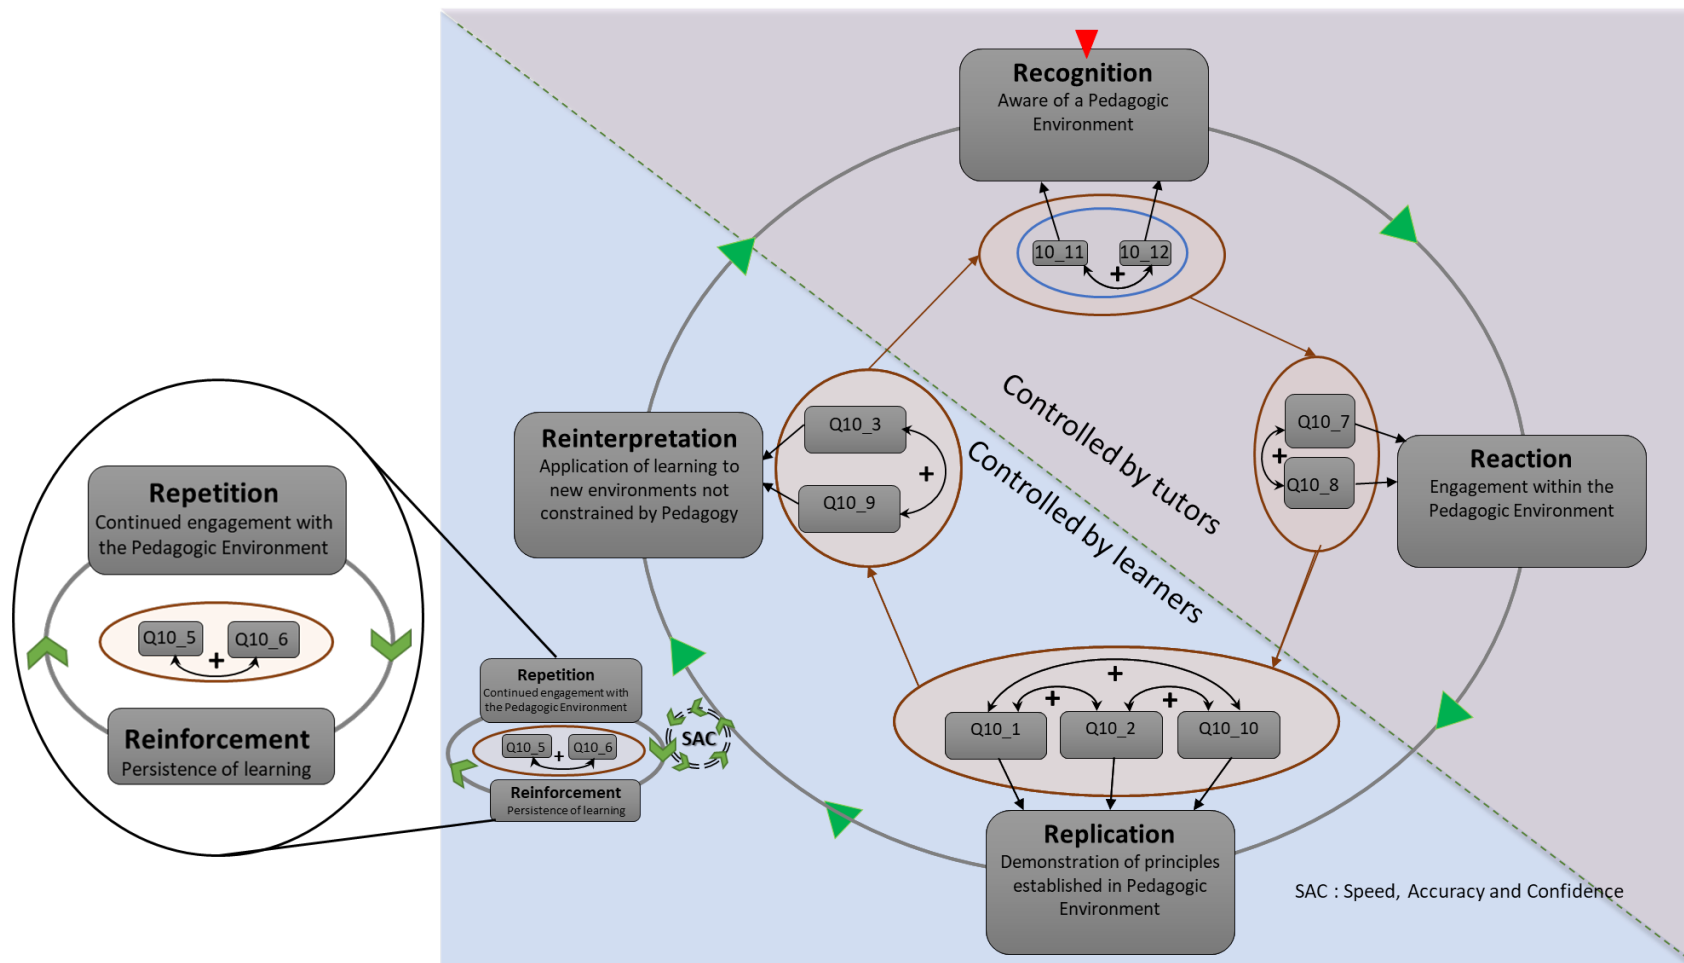 Recognition
Aware of a Pedagogic
Environment
10_11
10_12
+
Controlled by tutors
Controlled by learners
Q10_7
+
Q10_8
Reaction
Engagement within the
Pedagogic Environment
Reinterpretation
Application of learning to
new environments not
constrained by Pedagogy
Q10_3
+
Q10_9
Repetition
Continued engagement with
the Pedagogic Environment
Q10_5
+
Q10_6
Reinforcement
Persistence of learning
Repetition
Continued engagement with
the Pedagogic Environment
Q10_5
+
Q10_6
Reinforcement
Persistence of learning
SAC
+
+
+
Q10_1
Q10_2
Q10_10
Replication
Demonstration of principles
established in Pedagogic
Environment
SAC : Speed, Accuracy and Confidence